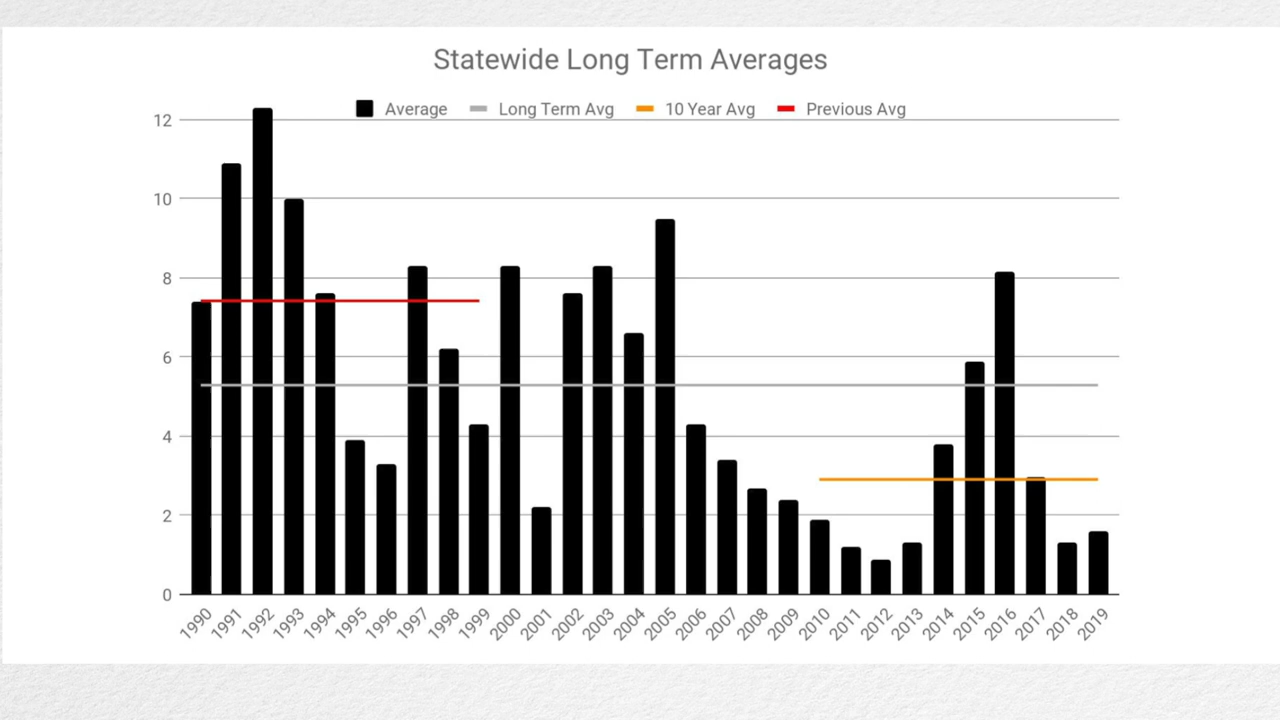 Statewide Long Term Averages
Average Long Term Avg 10 Year Avg Previous Avg
12
10
8
6
4
2
0
1990 1991 1992 1993 1994 1995 1996 1997 1998 1999 2000 2001 2002 2003 2004 2005 2006 2007 2008 2009 2010 2011 2012 2013 2014 2015 2016 2017 2018 2019